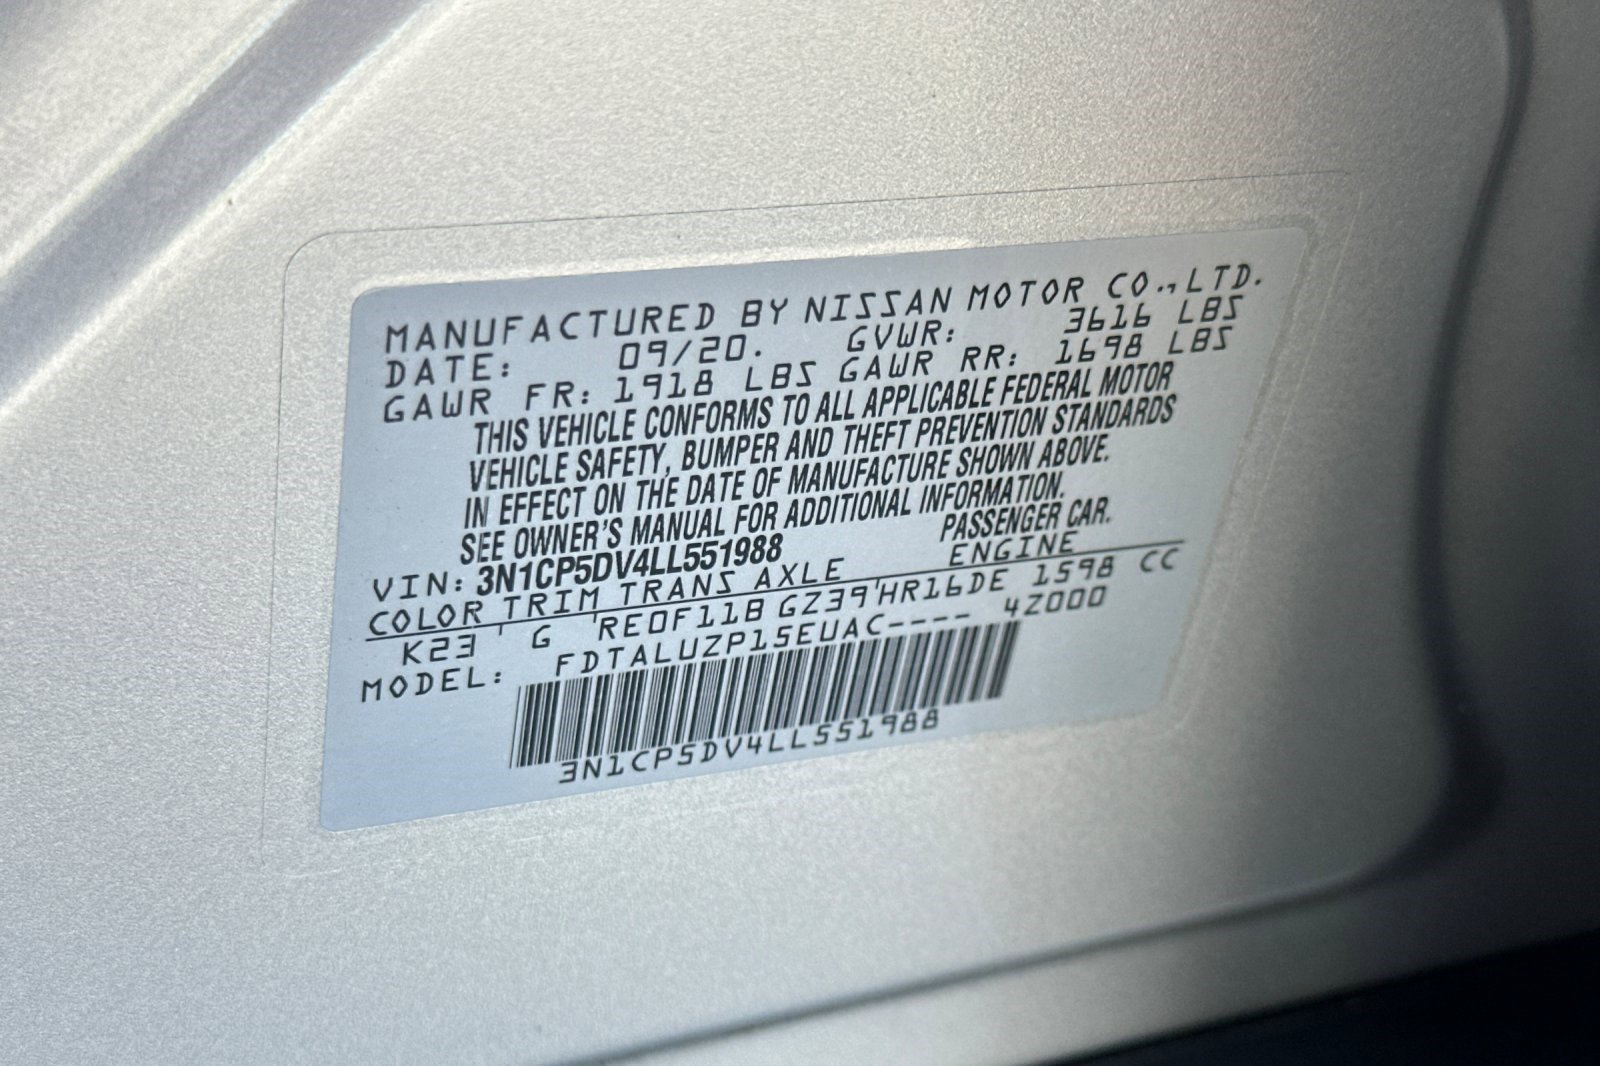 MANUFACTURED BY NISSAN MOTOR CO., LTD.
DATE: 09/20. GVWR: 3616 LBS
GAWR FR: 1918 LBS GAWR RR: 1698 LBS
THIS VEHICLE CONFORMS TO ALL APPLICABLE FEDERAL MOTOR
VEHICLE SAFETY, BUMPER AND THEFT PREVENTION STANDARDS
IN EFFECT ON THE DATE OF MANUFACTURE SHOWN ABOVE.
SEE OWNER'S MANUAL FOR ADDITIONAL INFORMATION.
VIN: 3N1CP5DV4LL551988 PASSENGER CAR.
COLOR TRIM TRANS AXLE ENGINE
K23 ' G 'RE0F11B GZ39'HR16DE 1598 CC
MODEL: FDTALUZP15EUAC---- 4Z000
3N1CP5DV4LL551988